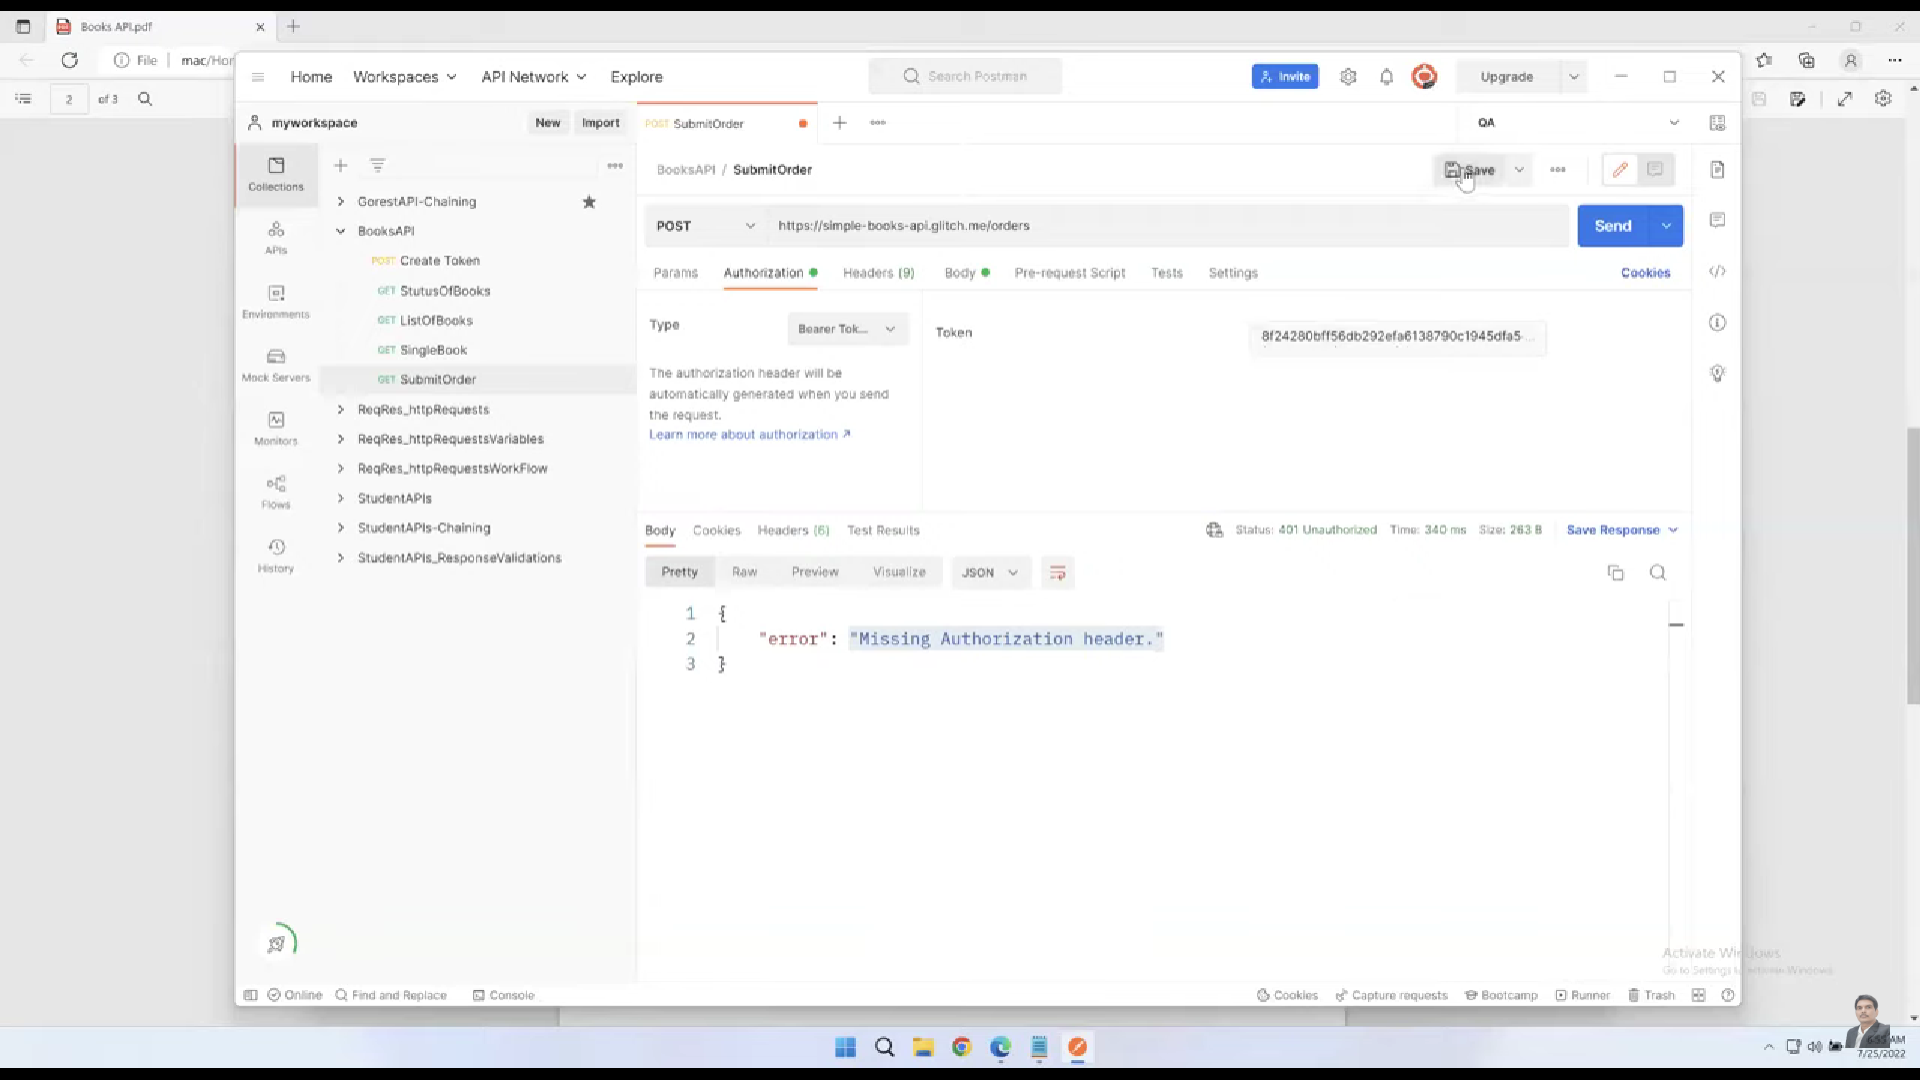 Books API.pdf
File
mac/Hor
2
of 3
Home
Workspaces
API Network
Explore
Search Postman
Invite
Upgrade
myworkspace
New
Import
POST SubmitOrder
QA
BooksAPI / SubmitOrder
Save
Collections
APIs
Environments
Mock Servers
Monitors
Flows
History
GorestAPI-Chaining
BooksAPI
POST Create Token
GET StutusOfBooks
GET ListOfBooks
GET SingleBook
GET SubmitOrder
ReqRes_httpRequests
ReqRes_httpRequestsVariables
ReqRes_httpRequestsWorkFlow
StudentAPIs
StudentAPIs-Chaining
StudentAPIs_ResponseValidations
POST
https://simple-books-api.glitch.me/orders
Send
Params
Authorization
Headers (9)
Body
Pre-request Script
Tests
Settings
Cookies
Type
Bearer Tok...
Token
8f24280bff56db292efa6138790c1945dfa5-...
The authorization header will be
automatically generated when you send
the request.
Learn more about authorization ↗
Body
Cookies
Headers (6)
Test Results
Status: 401 Unauthorized
Time: 340 ms
Size: 263 B
Save Response
Pretty
Raw
Preview
Visualize
JSON
1 {
2 "error": "Missing Authorization header."
3 }
Activate Windows
Go to Settings to activate Windows.
Online
Find and Replace
Console
Cookies
Capture requests
Bootcamp
Runner
Trash
AM
7/25/2022